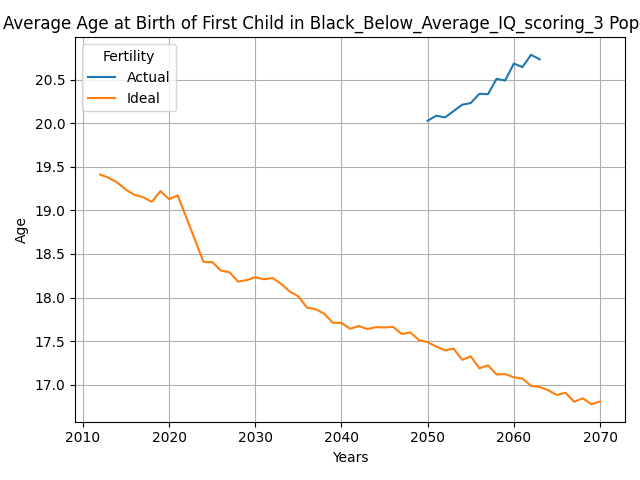 Average Age at Birth of First Child in Black_Below_Average_IQ_scoring_3 Pop
Fertility
Actual
Ideal
20.5
20.0
19.5
19.0
18.5
18.0
17.5
17.0
Age
2010 2020 2030 2040 2050 2060 2070
Years